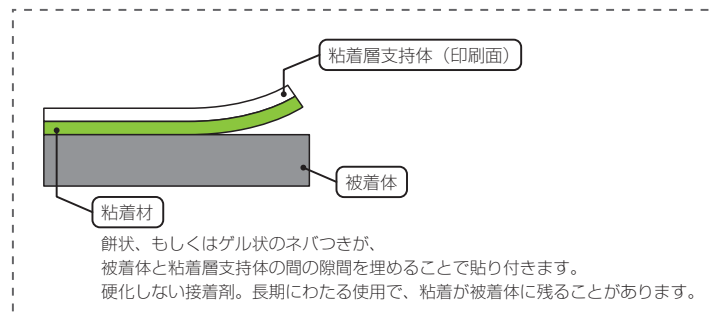 粘着層支持体（印刷面）
被着体
粘着材
餅状、もしくはゲル状のネバつきが、
被着体と粘着層支持体の間の隙間を埋めることで貼り付きます。
硬化しない接着剤。長期にわたる使用で、粘着が被着体に残ることがあります。